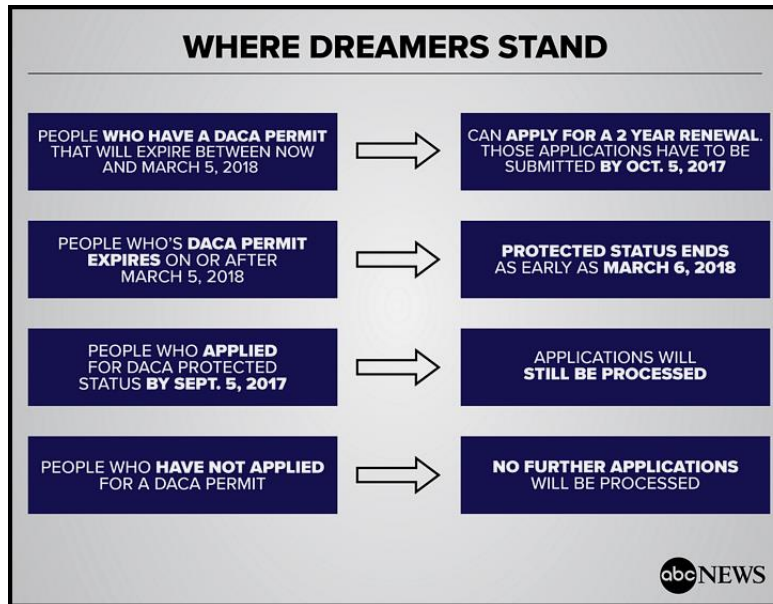 WHERE DREAMERS STAND
PEOPLE WHO HAVE A DACA PERMIT
THAT WILL EXPIRE BETWEEN NOW
AND MARCH 5, 2018
CAN APPLY FOR A 2 YEAR RENEWAL.
THOSE APPLICATIONS HAVE TO BE
SUBMITTED BY OCT. 5, 2017
PEOPLE WHO'S DACA PERMIT
EXPIRES ON OR AFTER
MARCH 5, 2018
PROTECTED STATUS ENDS
AS EARLY AS MARCH 6, 2018
PEOPLE WHO APPLIED
FOR DACA PROTECTED
STATUS BY SEPT. 5, 2017
APPLICATIONS WILL
STILL BE PROCESSED
PEOPLE WHO HAVE NOT APPLIED
FOR A DACA PERMIT
NO FURTHER APPLICATIONS
WILL BE PROCESSED
abc NEWS